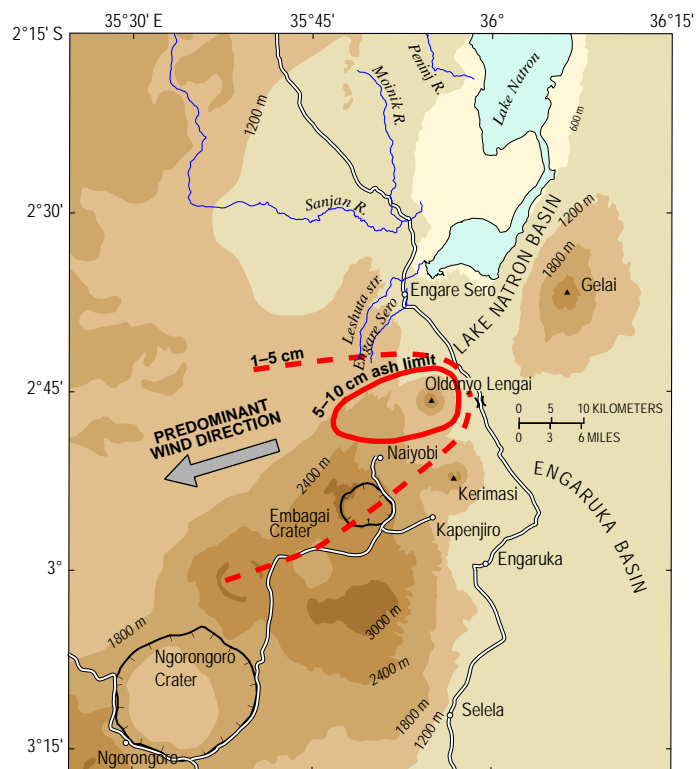 35°30' E
35°45'
36°
36°15'
2°15' S
2°30'
2°45'
3°
3°15'
Peninj R.
Moinik R.
Lake Natron
1200 m
600 m
Sanjan R.
1200 m
1800 m
Gelai
LAKE NATRON BASIN
Engare Sero
Leshuta str.
Engare Sero
1–5 cm
5–10 cm ash limit
Oldonyo Lengai
0 5 10 KILOMETERS
0 3 6 MILES
PREDOMINANT
WIND DIRECTION
Naiyobi
2400 m
Kerimasi
ENGARUKA BASIN
Embagai
Crater
Kapenjiro
Engaruka
3000 m
1800 m
Ngorongoro
Crater
2400 m
1800 m
1200 m
Selela
Ngorongoro